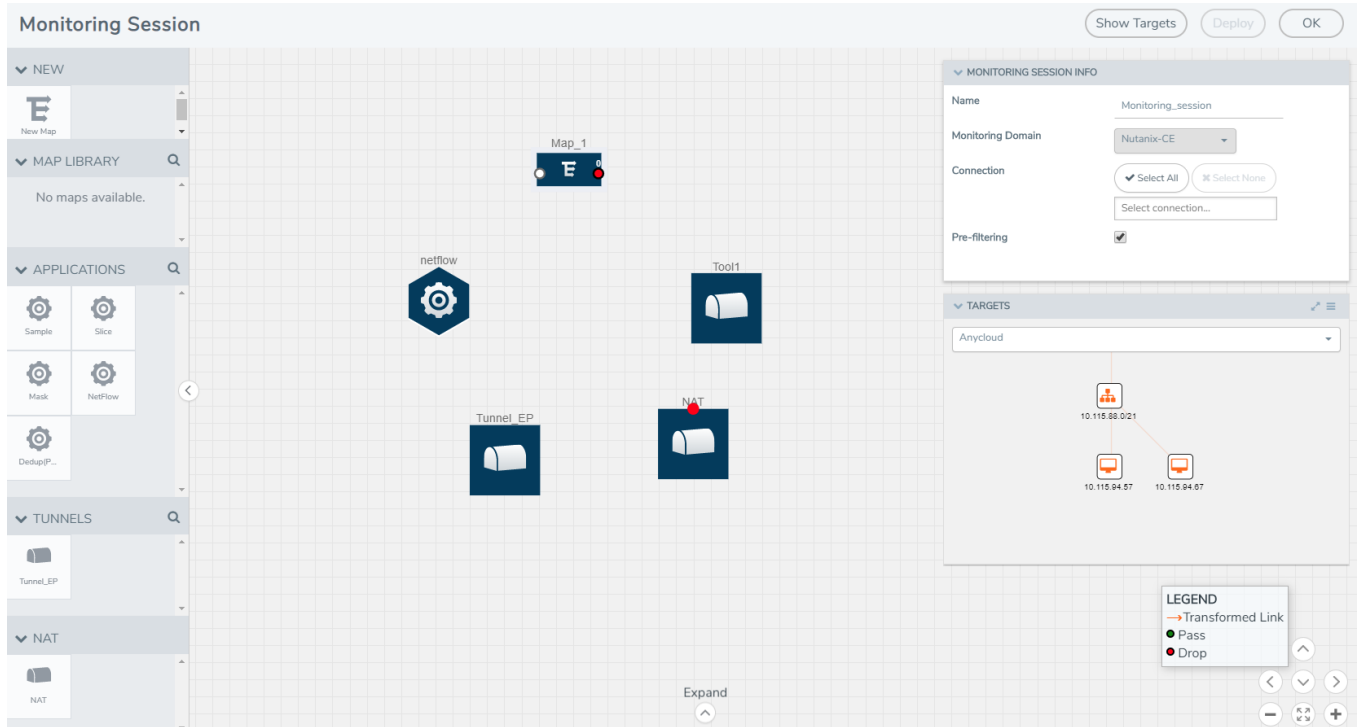 Monitoring Session
Show Targets
Deploy
OK
NEW
New Map
MAP LIBRARY
No maps available.
APPLICATIONS
Sample
Slice
Mask
NetFlow
Dedup(P...
TUNNELS
Tunnel_EP
NAT
NAT
Map_1
0
netflow
Tool1
Tunnel_EP
NAT
Expand
MONITORING SESSION INFO
Name
Monitoring_session
Monitoring Domain
Nutanix-CE
Connection
Select All
Select None
Select connection...
Pre-filtering
TARGETS
Anycloud
10.115.88.0/21
10.115.94.57
10.115.94.67
LEGEND
Transformed Link
Pass
Drop